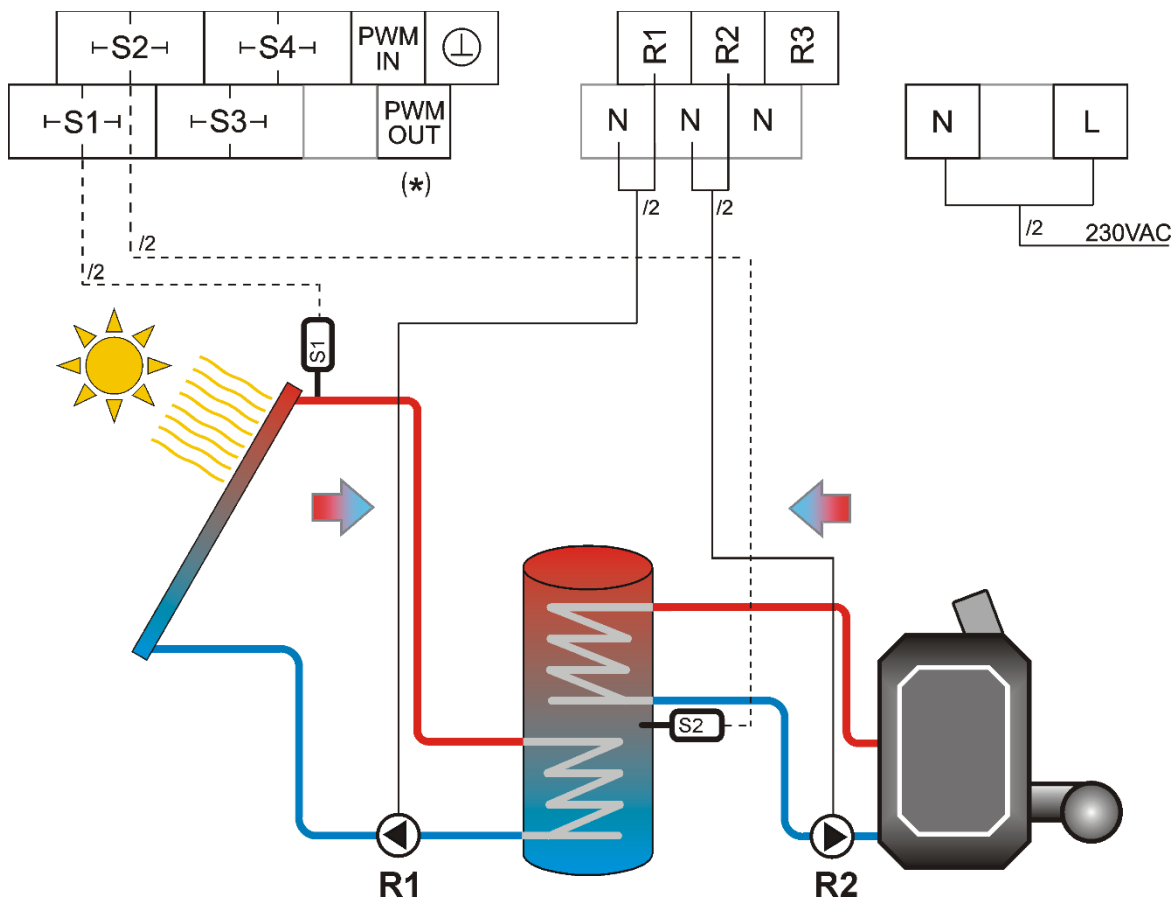 S2 S4 PWM IN
S1 S3 PWM OUT
(*)
R1 R2 R3
N N N
N L
/2
/2
/2
/2
/2
230VAC
S1
S2
R1
R2